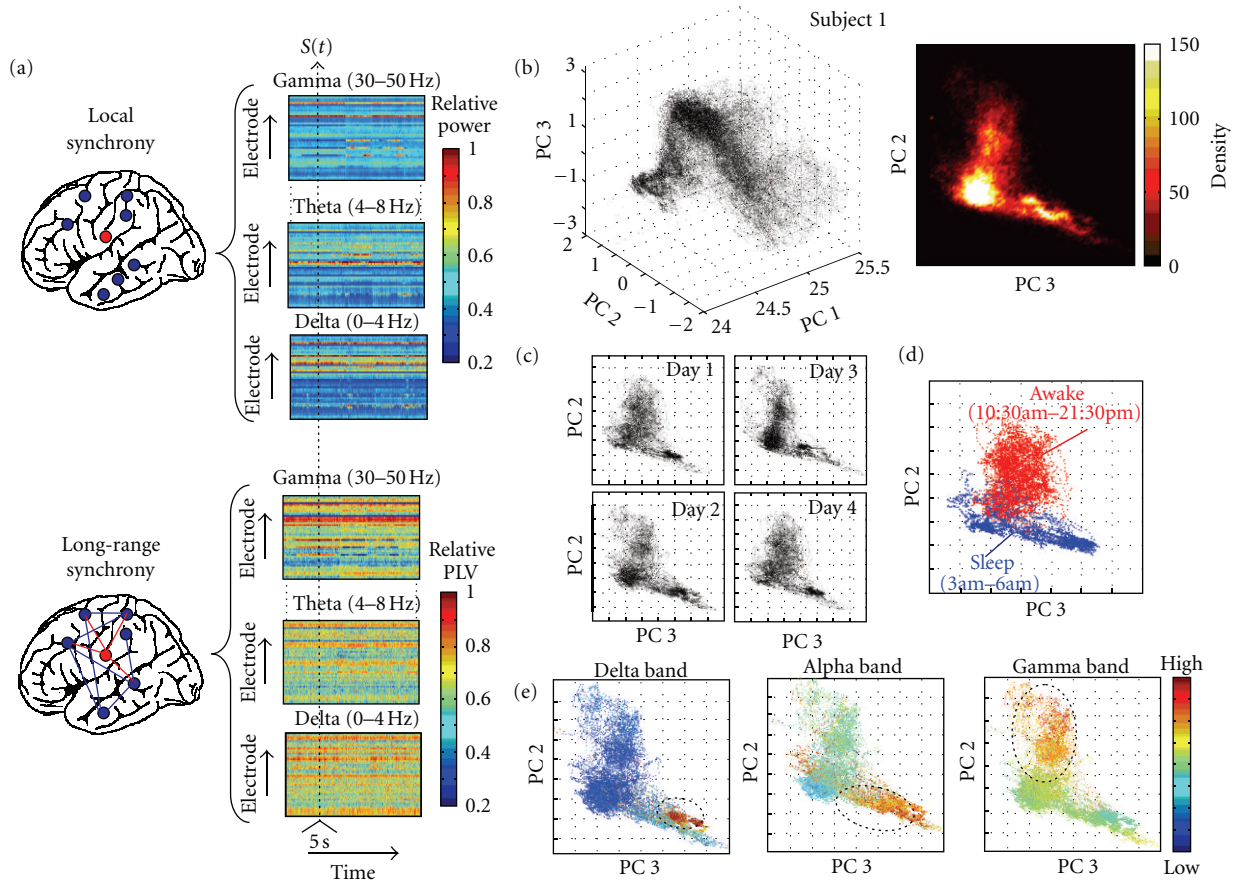 Subject 1
(a)
S(t)
Gamma (30–50 Hz)
Local
synchrony
Electrode
Relative
power
1
0.8
0.6
0.4
0.2
Theta (4–8 Hz)
Electrode
Delta (0–4 Hz)
Electrode
Gamma (30–50 Hz)
Long-range
synchrony
Electrode
Relative
PLV
1
0.8
0.6
0.4
0.2
Theta (4–8 Hz)
Electrode
Delta (0–4 Hz)
Electrode
5 s
Time
(b)
PC 3
3
1
−1
−3
PC 2
2
1
0
−1
−2
PC 1
24
24.5
25
25.5
PC 2
PC 3
Density
150
100
50
0
(c)
Day 1
Day 3
PC 2
Day 2
Day 4
PC 2
PC 3
PC 3
(d)
Awake
(10:30am–21:30pm)
PC 2
Sleep
(3am–6am)
PC 3
(e)
Delta band
Alpha band
Gamma band
PC 2
PC 2
PC 2
PC 3
PC 3
PC 3
High
Low